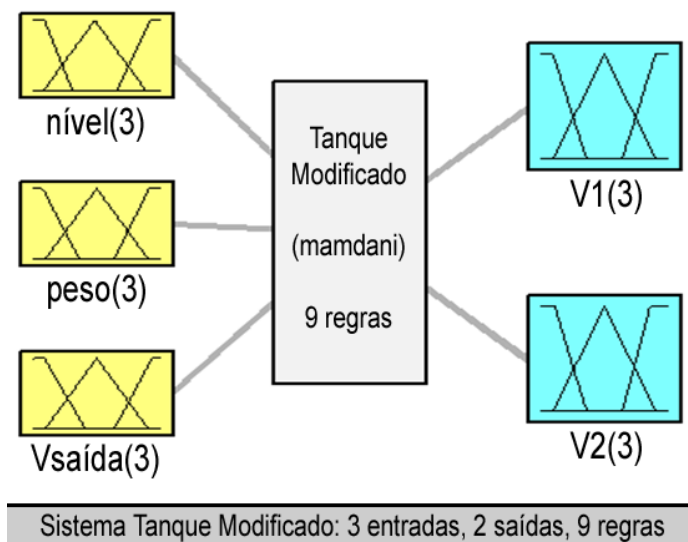 nível(3)
peso(3)
Vsaída(3)
Tanque
Modificado
(mamdani)
9 regras
V1(3)
V2(3)
Sistema Tanque Modificado: 3 entradas, 2 saídas, 9 regras